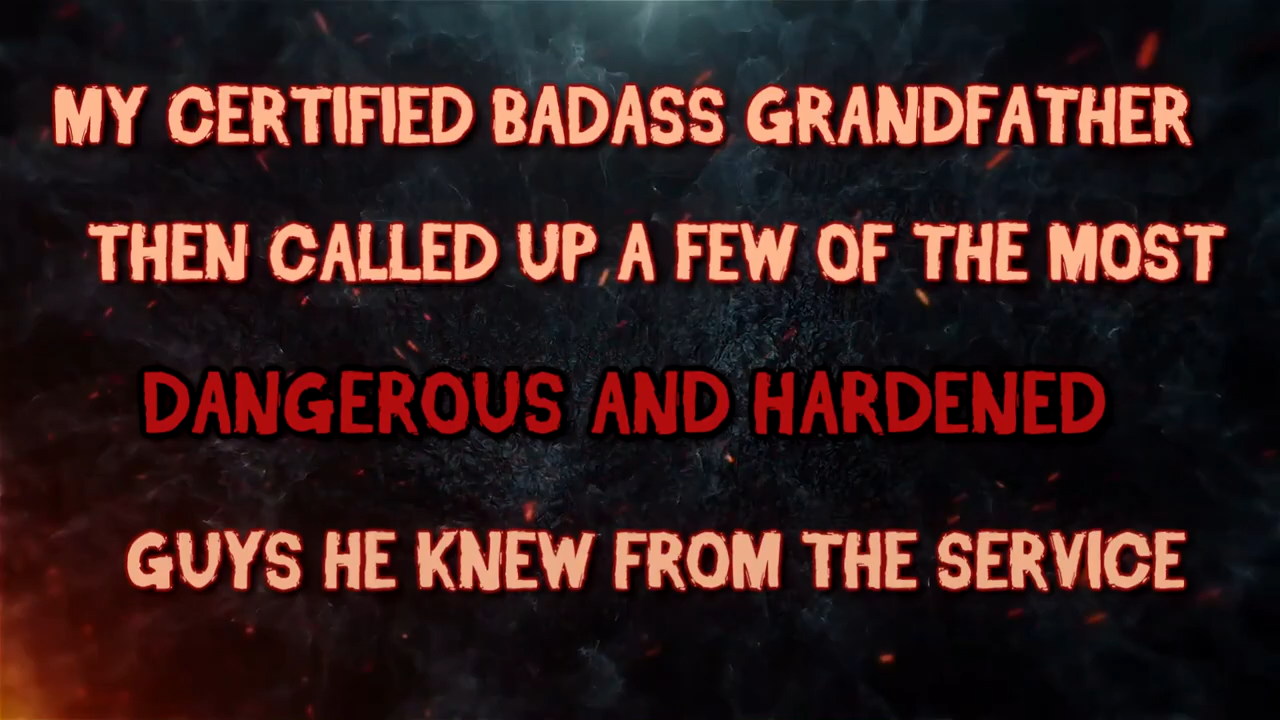 MY CERTIFIED BADASS GRANDFATHER
THEN CALLED UP A FEW OF THE MOST
DANGEROUS AND HARDENED
GUYS HE KNEW FROM THE SERVICE